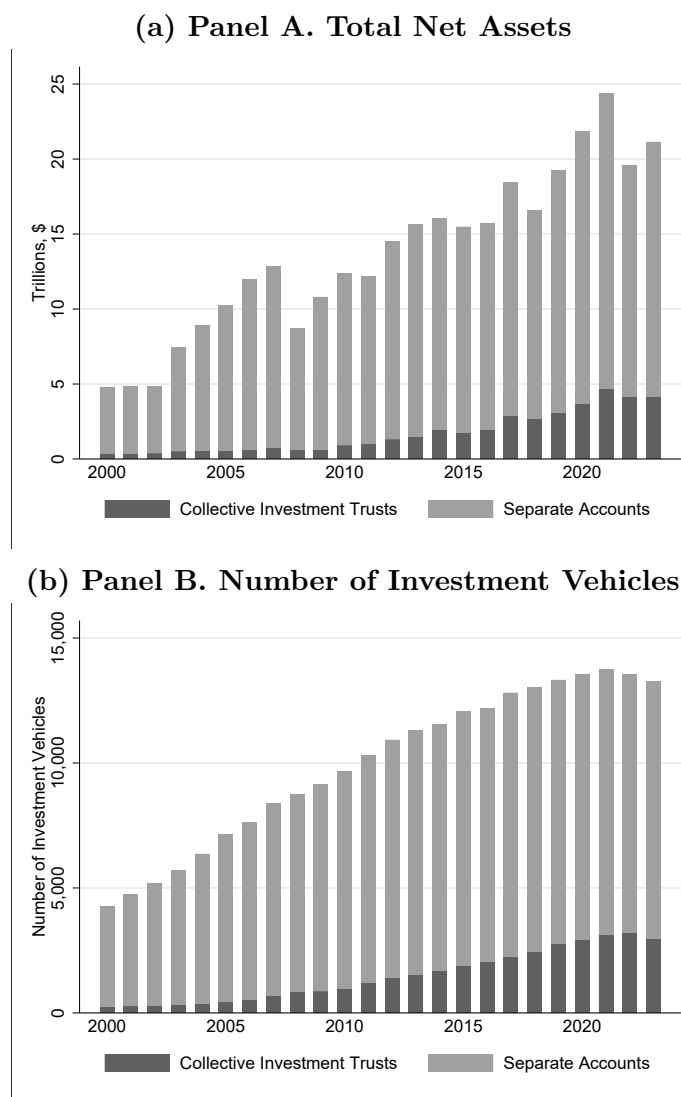 (a) Panel A. Total Net Assets
Trillions, $
25
20
15
10
5
0
2000 2005 2010 2015 2020
Collective Investment Trusts Separate Accounts
(b) Panel B. Number of Investment Vehicles
Number of Investment Vehicles
15,000
10,000
5,000
0
2000 2005 2010 2015 2020
Collective Investment Trusts Separate Accounts